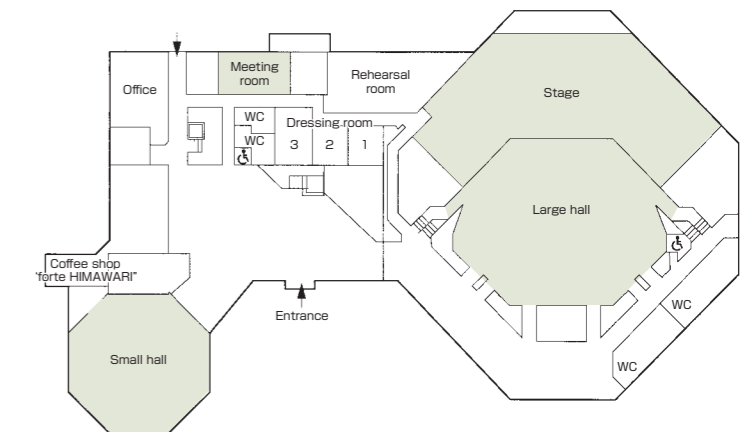 Meeting
room
Office
Rehearsal
room
Stage
WC
Dressing room
WC
3
2
1
Large hall
Coffee shop
'forte HIMAWARI"
Entrance
WC
Small hall
WC